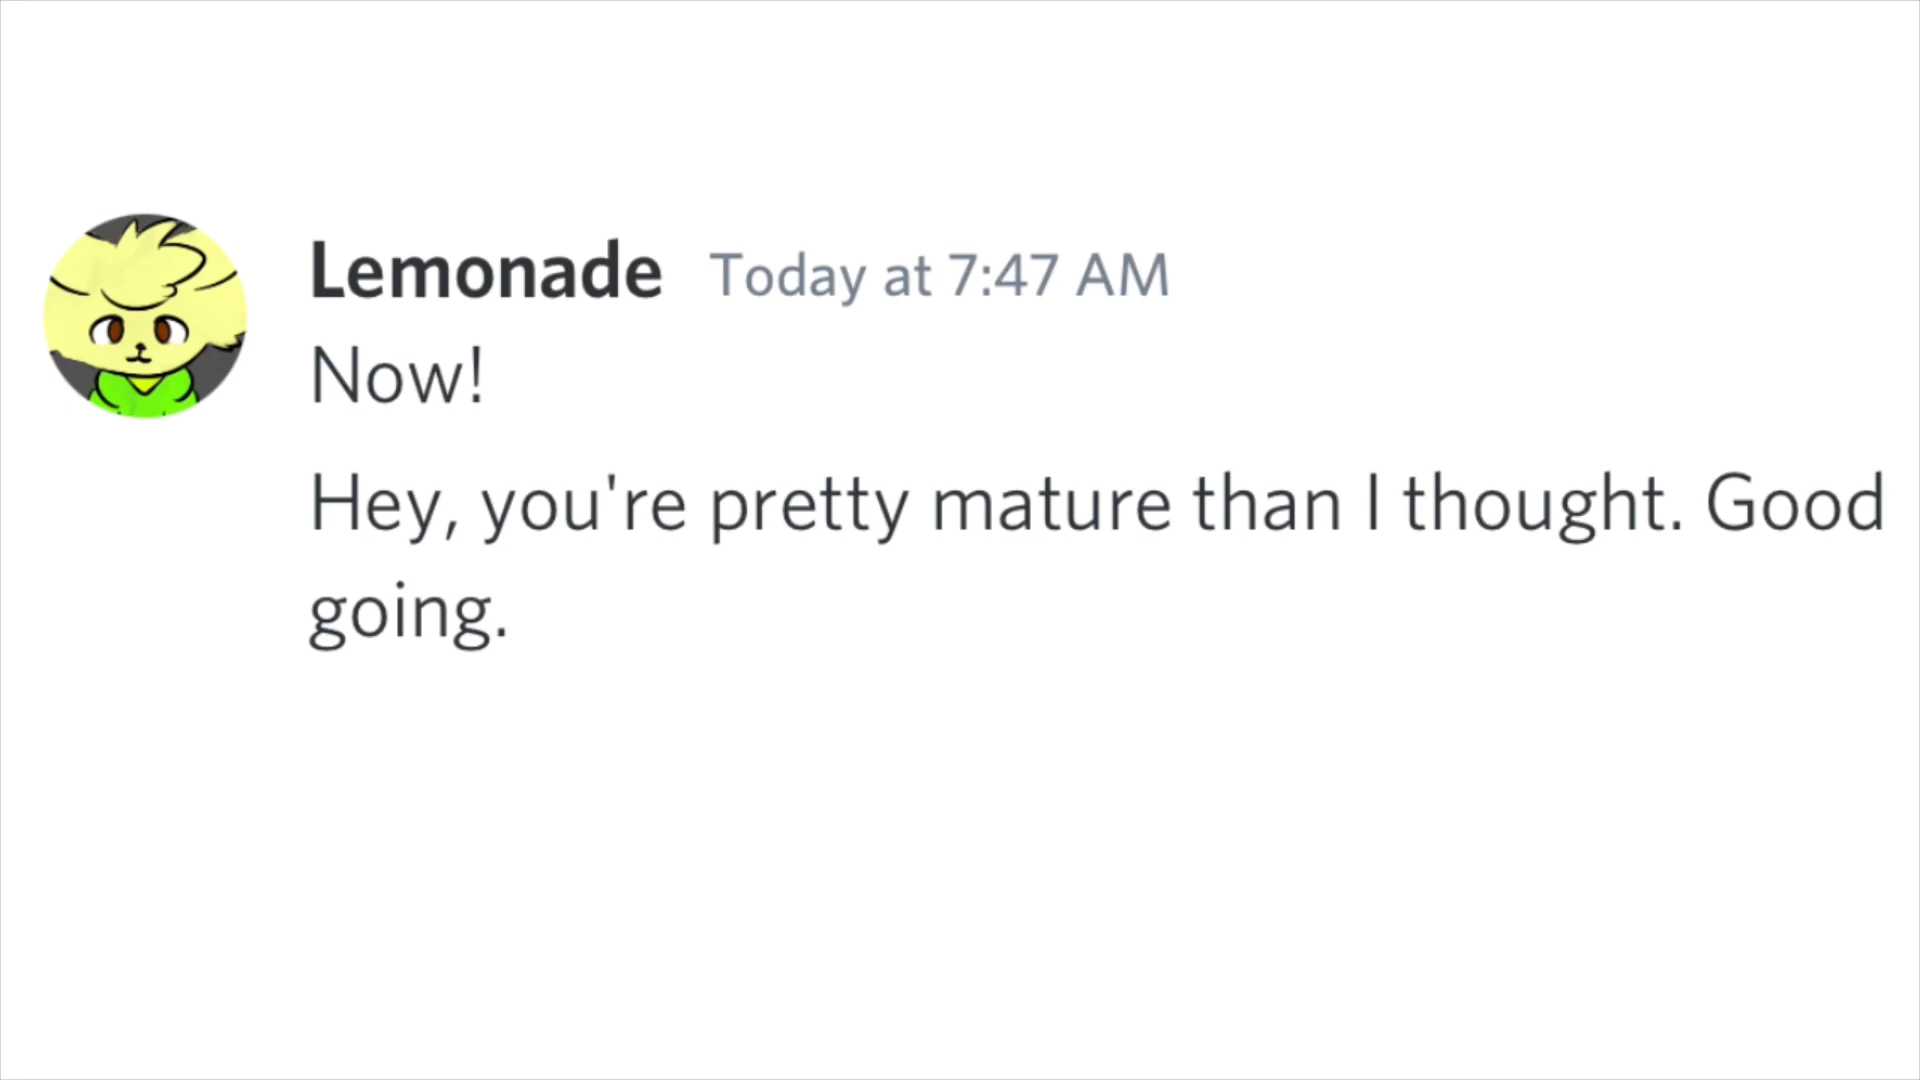 Lemonade Today at 7:47 AM
Now!
Hey, you're pretty mature than I thought. Good
going.